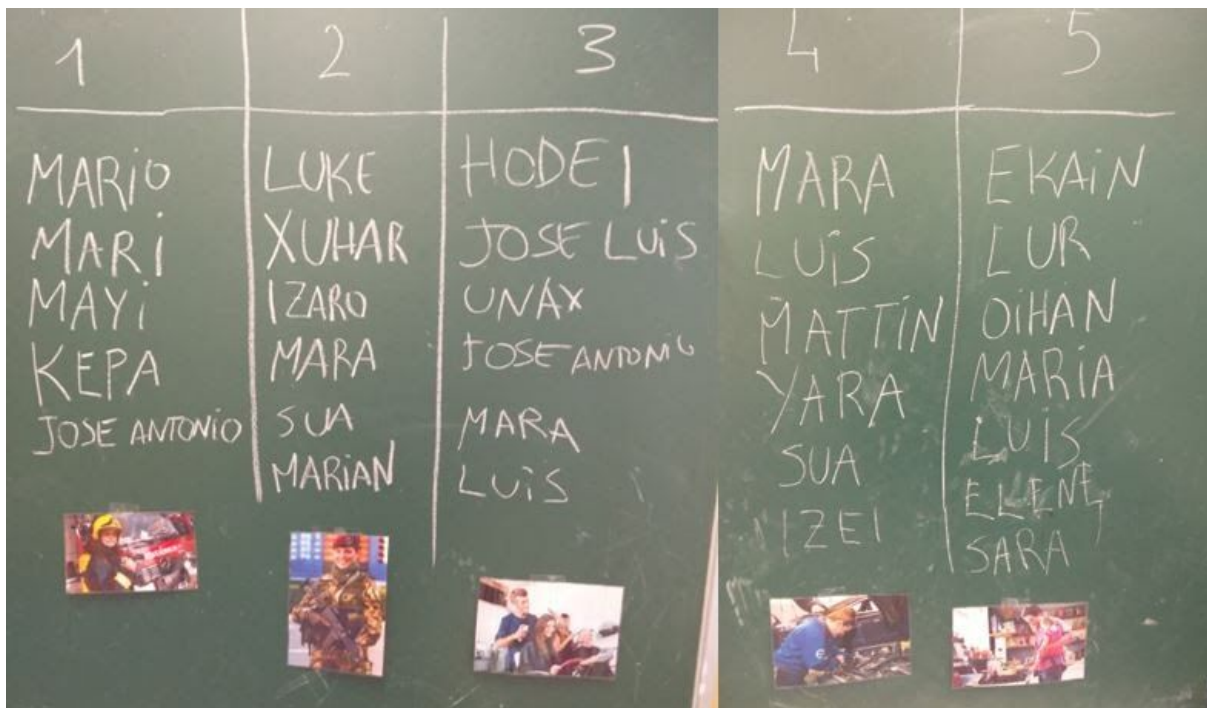 1
MARIO
MARI
MAYI
KEPA
JOSE ANTONIO
2
LUKE
XUHAR
IZARO
MARA
SUA
MARIAN
3
HODEI
JOSE LUIS
UNAX
JOSE ANTONIO
MARA
LUIS
4
MARA
LUIS
MATTIN
YARA
SUA
IZEI
5
EKAIN
LUR
OIHAN
MARIA
LUIS
ELENE
SARA